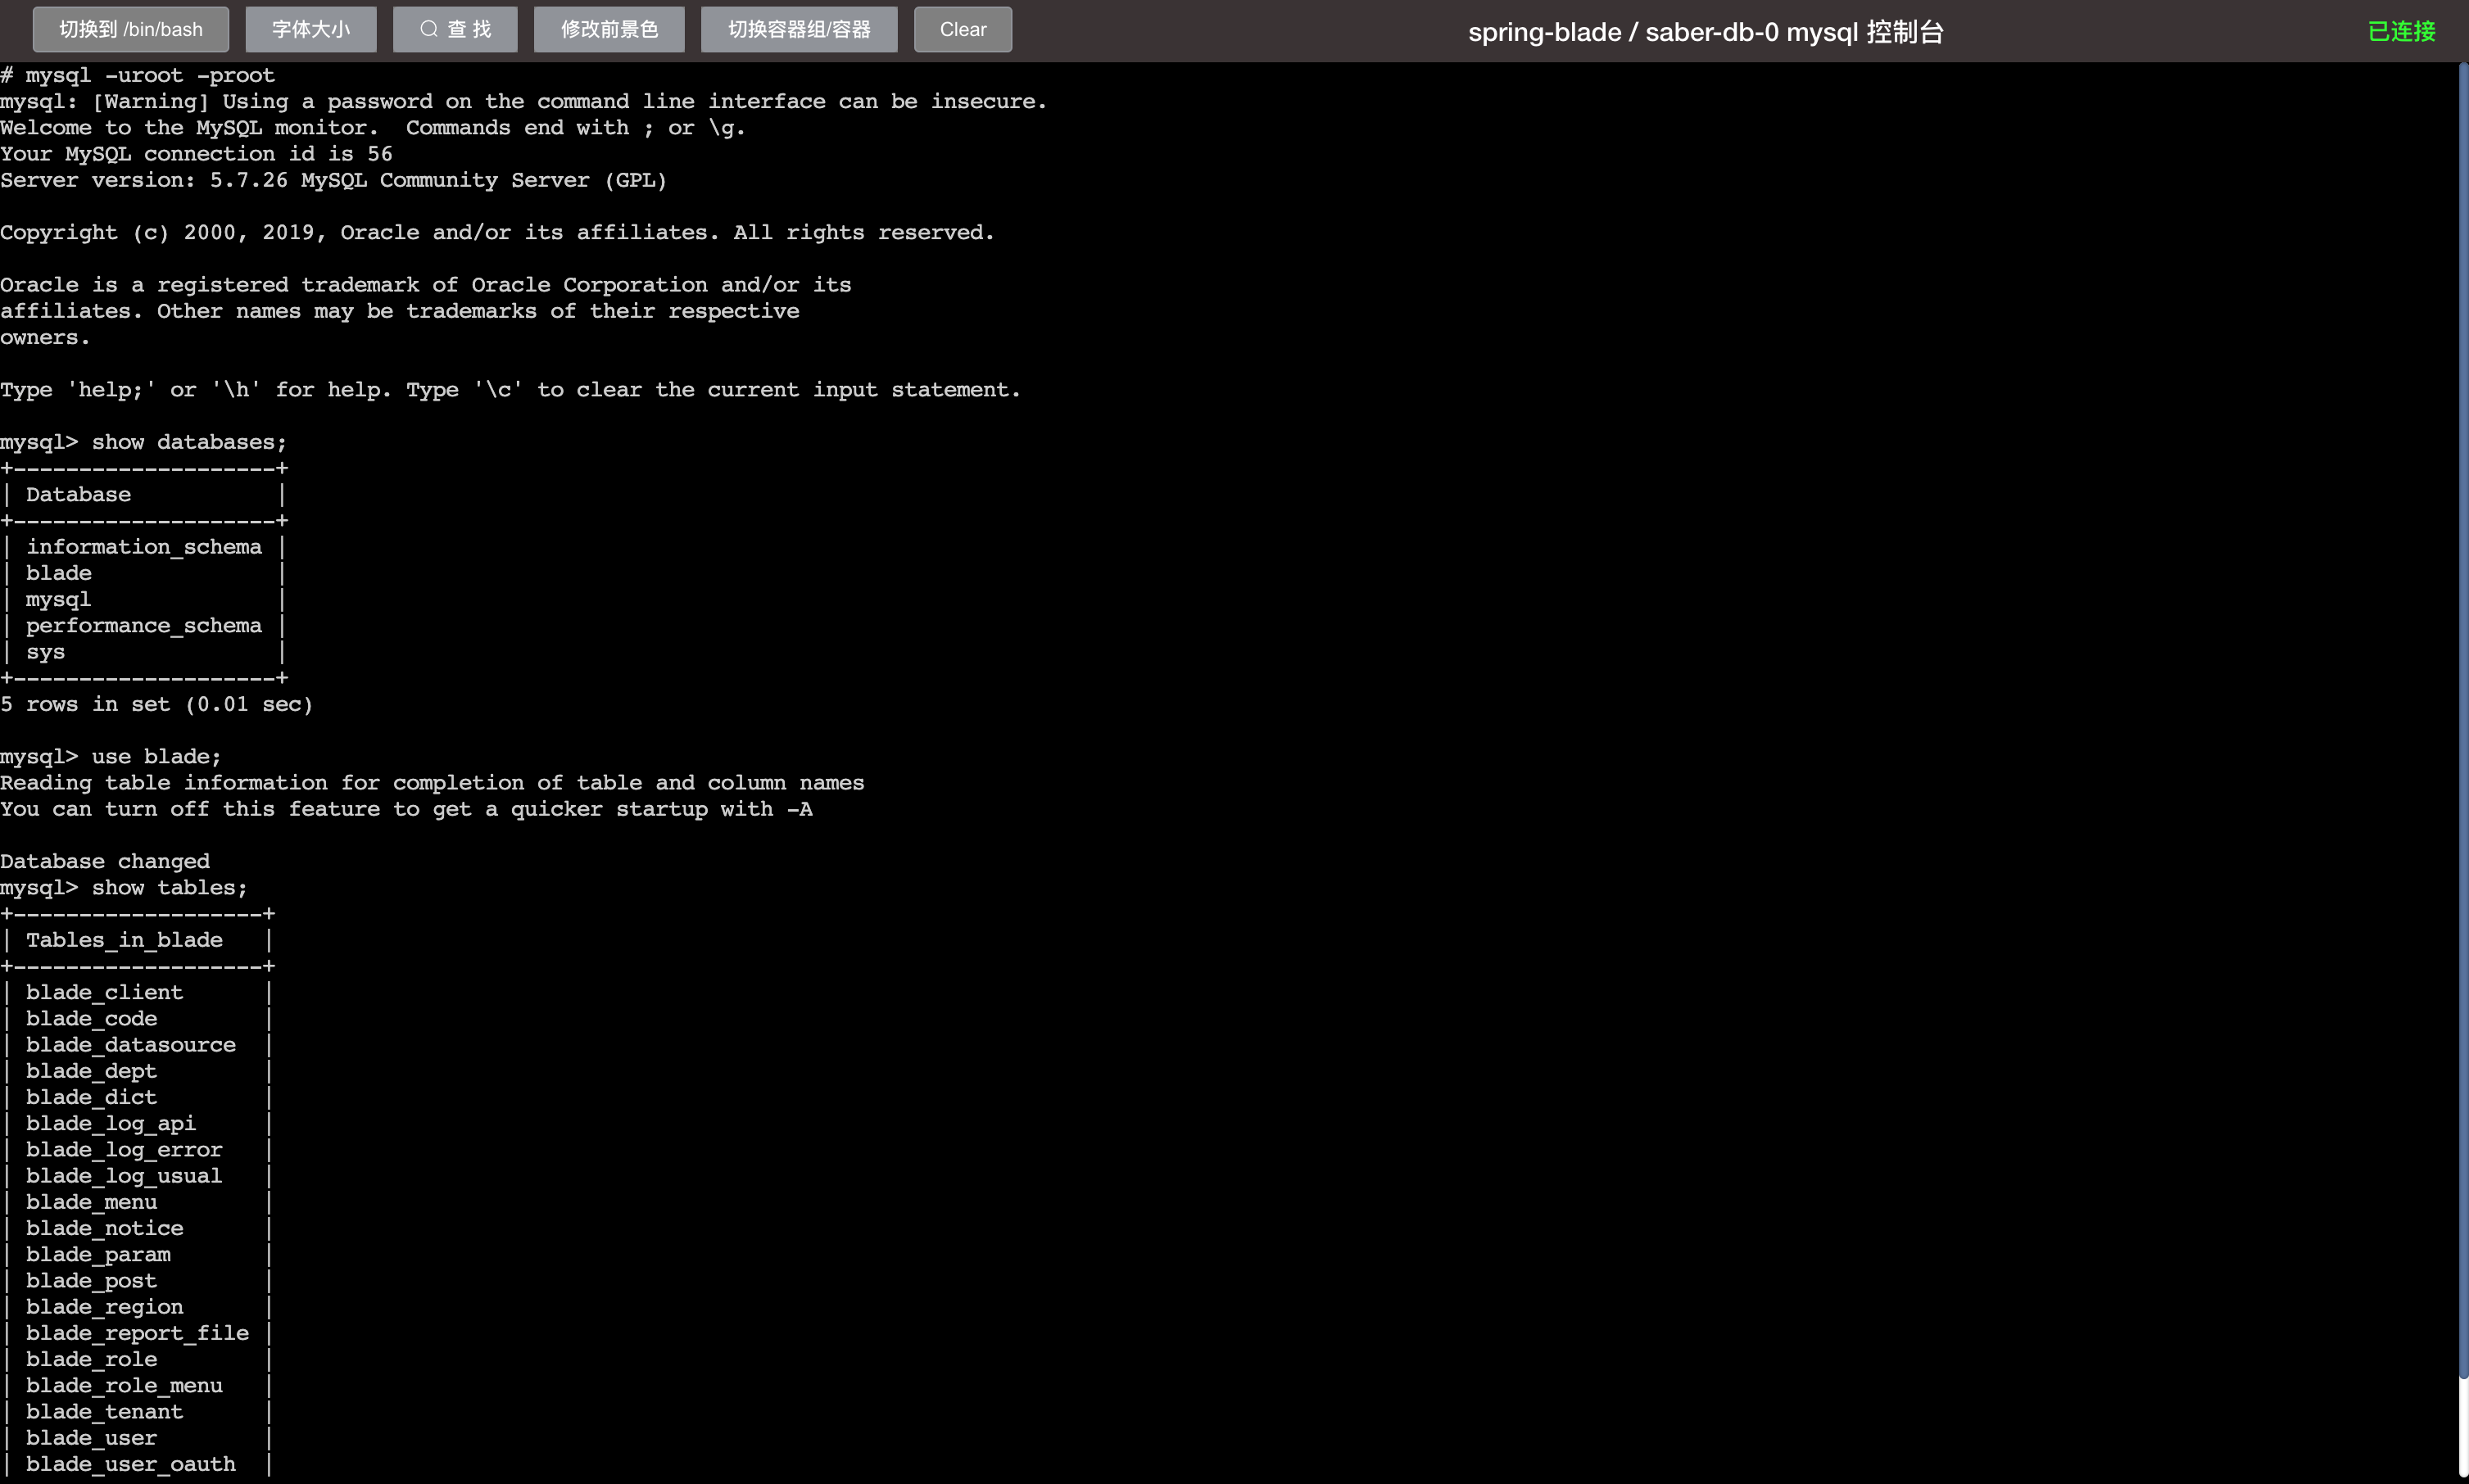 切换到 /bin/bash 字体大小 查 找 修改前景色 切换容器组/容器 Clear spring-blade / saber-db-0 mysql 控制台 已连接
# mysql -uroot -proot
mysql: [Warning] Using a password on the command line interface can be insecure.
Welcome to the MySQL monitor.  Commands end with ; or \g.
Your MySQL connection id is 56
Server version: 5.7.26 MySQL Community Server (GPL)
Copyright (c) 2000, 2019, Oracle and/or its affiliates. All rights reserved.
Oracle is a registered trademark of Oracle Corporation and/or its
affiliates. Other names may be trademarks of their respective
owners.
Type 'help;' or '\h' for help. Type '\c' to clear the current input statement.
mysql> show databases;
+--------------------+
| Database           |
+--------------------+
| information_schema |
| blade              |
| mysql              |
| performance_schema |
| sys                |
+--------------------+
5 rows in set (0.01 sec)
mysql> use blade;
Reading table information for completion of table and column names
You can turn off this feature to get a quicker startup with -A
Database changed
mysql> show tables;
+-------------------+
| Tables_in_blade   |
+-------------------+
| blade_client      |
| blade_code        |
| blade_datasource  |
| blade_dept        |
| blade_dict        |
| blade_log_api     |
| blade_log_error   |
| blade_log_usual   |
| blade_menu        |
| blade_notice      |
| blade_param       |
| blade_post        |
| blade_region      |
| blade_report_file |
| blade_role        |
| blade_role_menu   |
| blade_tenant      |
| blade_user        |
| blade_user_oauth  |